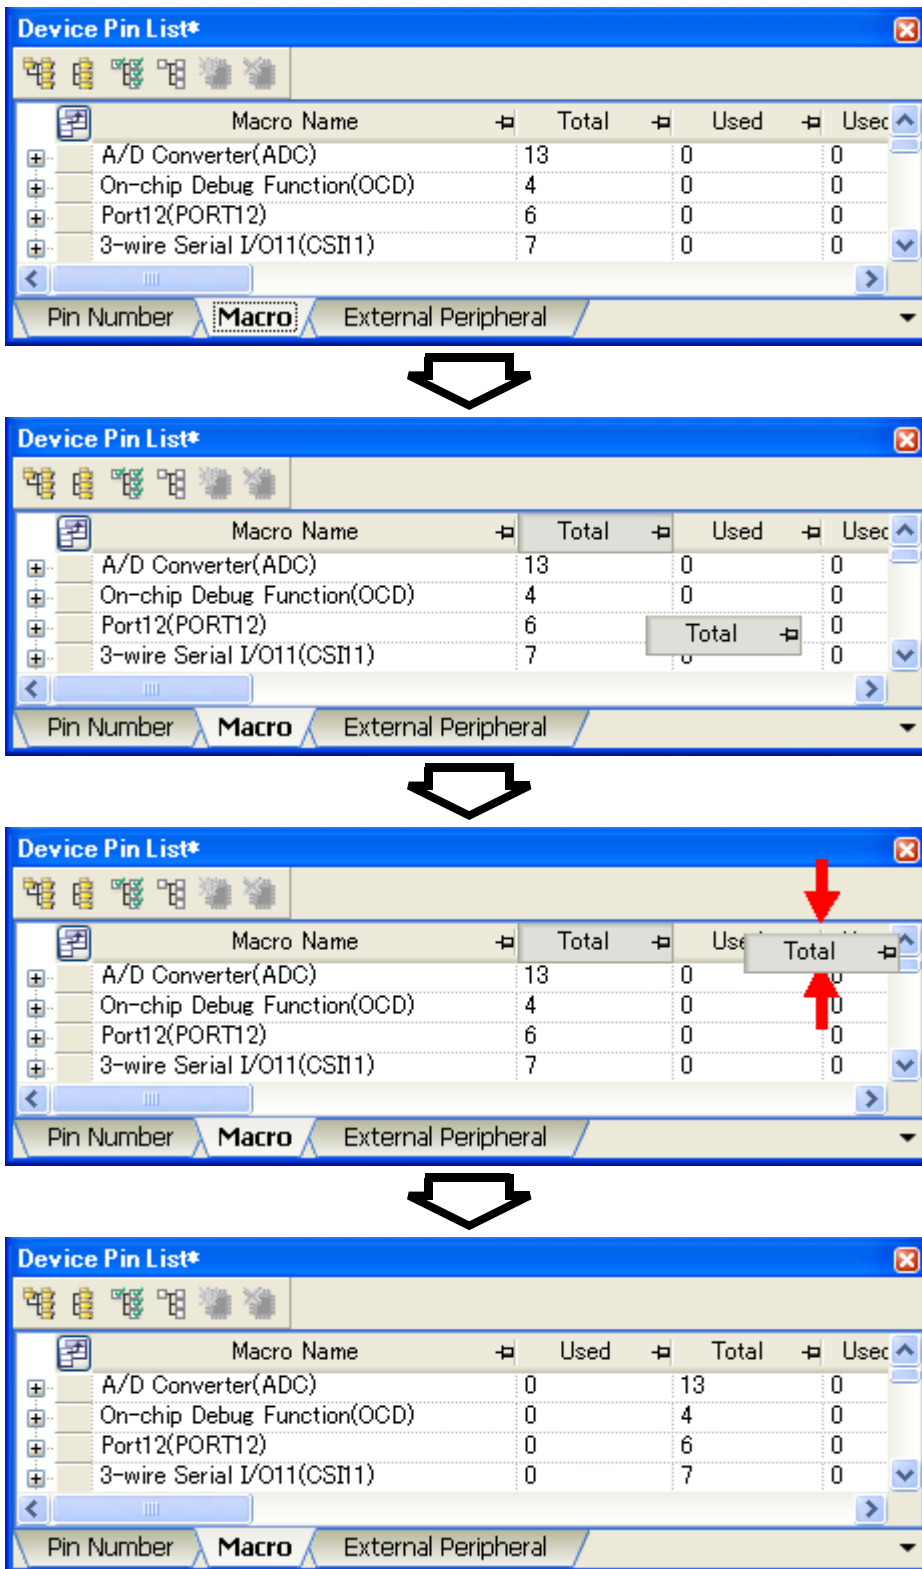 Device Pin List*
Macro Name Total Used Used
A/D Converter(ADC) 13 0 0
On-chip Debug Function(OCD) 4 0 0
Port12(PORT12) 6 0 0
3-wire Serial I/O11(CSI11) 7 0 0
Pin Number Macro External Peripheral
Device Pin List*
Macro Name Total Used Used
A/D Converter(ADC) 13 0 0
On-chip Debug Function(OCD) 4 0 0
Port12(PORT12) 6 Total 0
3-wire Serial I/O11(CSI11) 7 0 0
Pin Number Macro External Peripheral
Device Pin List*
Macro Name Total Used Total
A/D Converter(ADC) 13 0 0
On-chip Debug Function(OCD) 4 0 0
Port12(PORT12) 6 0 0
3-wire Serial I/O11(CSI11) 7 0 0
Pin Number Macro External Peripheral
Device Pin List*
Macro Name Used Total Used
A/D Converter(ADC) 0 13 0
On-chip Debug Function(OCD) 0 4 0
Port12(PORT12) 0 6 0
3-wire Serial I/O11(CSI11) 0 7 0
Pin Number Macro External Peripheral